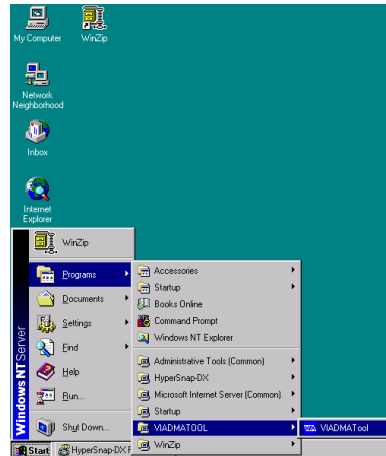 My Computer
WinZip
Network
Neighborhood
Inbox
Internet
Explorer
Windows NT Server
WinZip
Programs
Documents
Settings
Find
Help
Run...
Shut Down...
Accessories
Startup
Books Online
Command Prompt
Windows NT Explorer
Administrative Tools (Common)
HyperSnap-DX
Microsoft Internet Server (Common)
Startup
VIADMATOOL
WinZip
VIADMATool
Start
HyperSnap-DX F